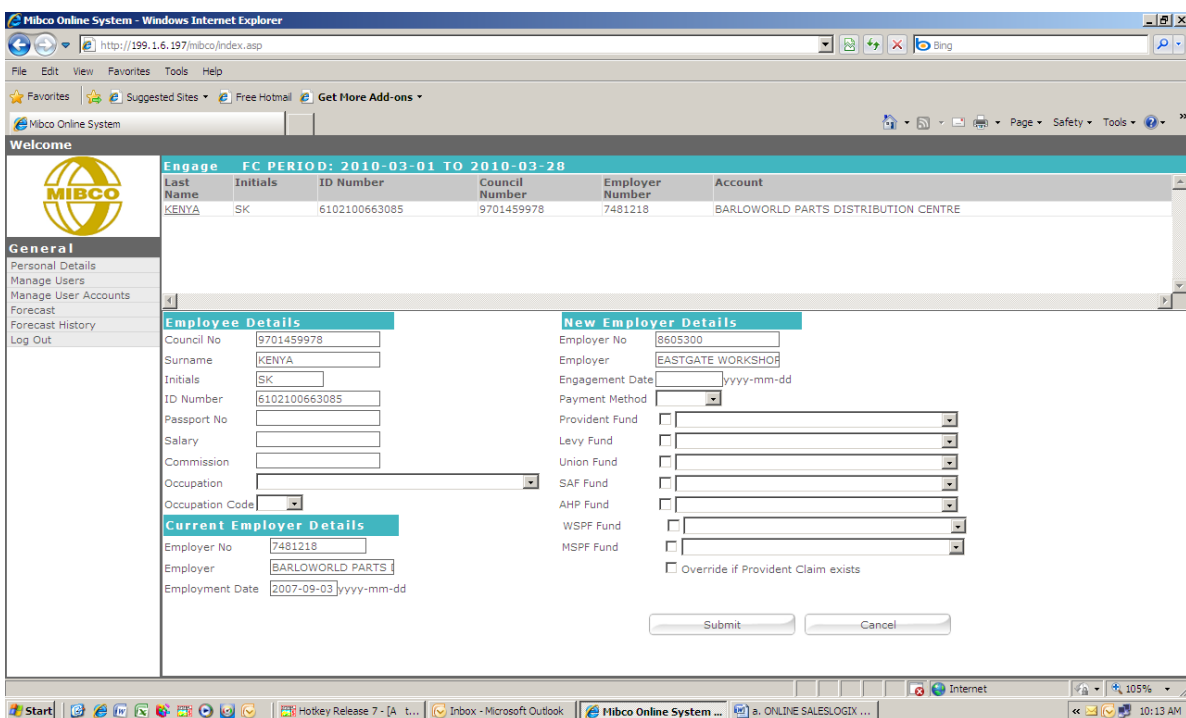 Mibco Online System - Windows Internet Explorer
http://199.1.6.197/mibco/index.asp
Bing
File Edit View Favorites Tools Help
Favorites Suggested Sites Free Hotmail Get More Add-ons
Mibco Online System Page Safety Tools
Welcome
MIBCO
General
Personal Details
Manage Users
Manage User Accounts
Forecast
Forecast History
Log Out
Engage FC PERIOD: 2010-03-01 TO 2010-03-28
Last Name Initials ID Number Council Number Employer Number Account
KENYA SK 6102100663085 9701459978 7481218 BARLOWORLD PARTS DISTRIBUTION CENTRE
Employee Details
Council No 9701459978
Surname KENYA
Initials SK
ID Number 6102100663085
Passport No
Salary
Commission
Occupation
Occupation Code
Current Employer Details
Employer No 7481218
Employer BARLOWORLD PARTS
Employment Date 2007-09-03 yyyy-mm-dd
New Employer Details
Employer No 8605300
Employer EASTGATE WORKSHOP
Engagement Date yyyy-mm-dd
Payment Method
Provident Fund
Levy Fund
Union Fund
SAF Fund
AHP Fund
WSPF Fund
MSPF Fund
Override if Provident Claim exists
Submit Cancel
Internet 105%
Start Hotkey Release 7 - [A t... Inbox - Microsoft Outlook Mibco Online System ... a. ONLINE SALESLOGIX ... 10:13 AM